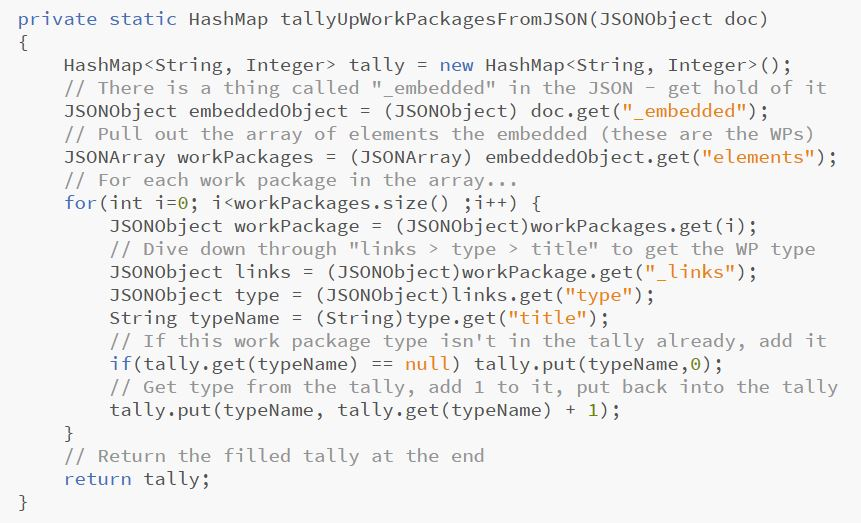 private static HashMap tallyUpWorkPackagesFromJSON(JSONObject doc)
{
    HashMap<String, Integer> tally = new HashMap<String, Integer>();
    // There is a thing called "_embedded" in the JSON – get hold of it
    JSONObject embeddedObject = (JSONObject) doc.get("_embedded");
    // Pull out the array of elements the embedded (these are the WPs)
    JSONArray workPackages = (JSONArray) embeddedObject.get("elements");
    // For each work package in the array...
    for(int i=0; i<workPackages.size() ;i++) {
        JSONObject workPackage = (JSONObject)workPackages.get(i);
        // Dive down through "links > type > title" to get the WP type
        JSONObject links = (JSONObject)workPackage.get("_links");
        JSONObject type = (JSONObject)links.get("type");
        String typeName = (String)type.get("title");
        // If this work package type isn't in the tally already, add it
        if(tally.get(typeName) == null) tally.put(typeName,0);
        // Get type from the tally, add 1 to it, put back into the tally
        tally.put(typeName, tally.get(typeName) + 1);
    }
    // Return the filled tally at the end
    return tally;
}